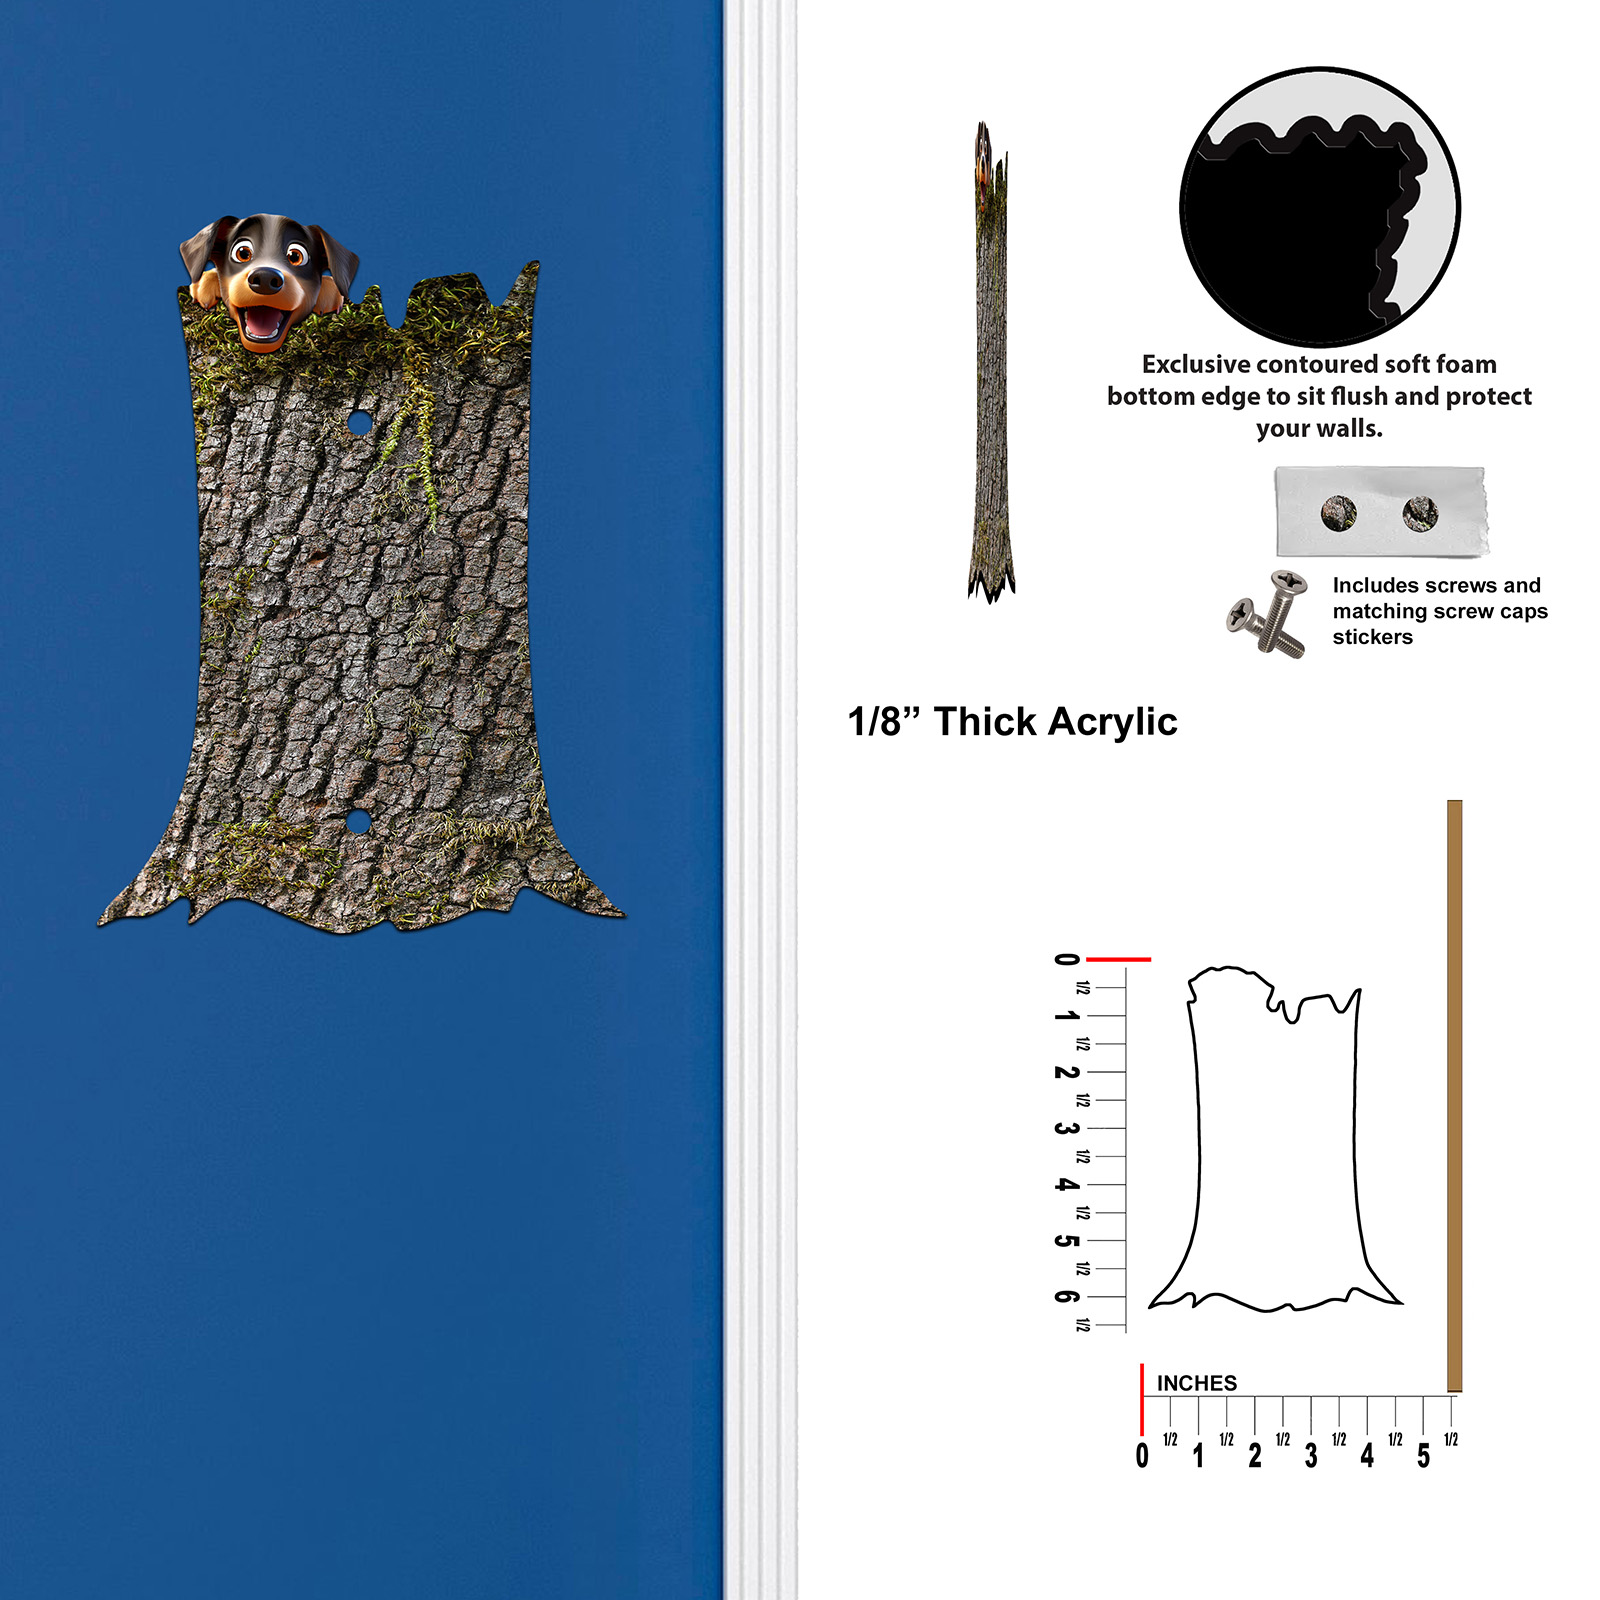 Exclusive contoured soft foam
bottom edge to sit flush and protect
your walls.
Includes screws and
matching screw caps
stickers
1/8” Thick Acrylic
0
1/2
1
1/2
2
1/2
3
1/2
4
1/2
5
1/2
6
1/2
INCHES
0 1/2 1 1/2 2 1/2 3 1/2 4 1/2 5 1/2